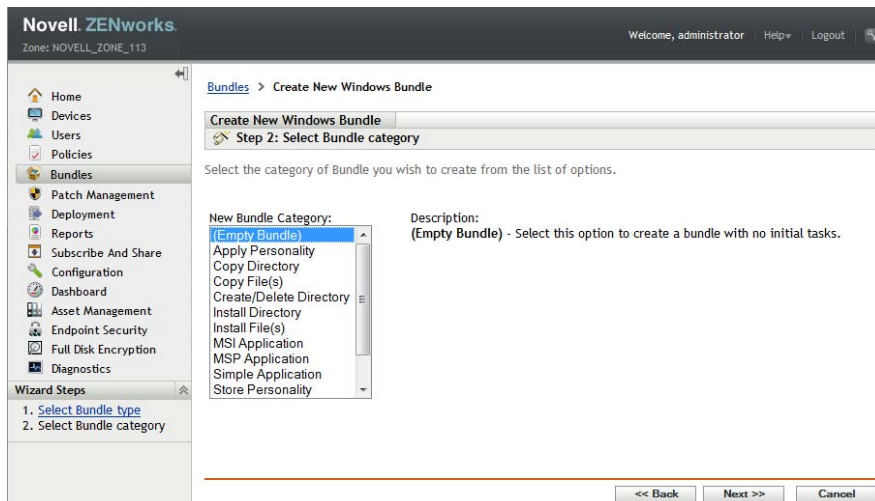 Novell. ZENworks.
Zone: NOVELL_ZONE_113
Welcome, administrator
Help
Logout
Home
Devices
Users
Policies
Bundles
Patch Management
Deployment
Reports
Subscribe And Share
Configuration
Dashboard
Asset Management
Endpoint Security
Full Disk Encryption
Diagnostics
Wizard Steps
1. Select Bundle type
2. Select Bundle category
Bundles > Create New Windows Bundle
Create New Windows Bundle
Step 2: Select Bundle category
Select the category of Bundle you wish to create from the list of options.
New Bundle Category:
(Empty Bundle)
Apply Personality
Copy Directory
Copy File(s)
Create/Delete Directory
Install Directory
Install File(s)
MSI Application
MSP Application
Simple Application
Store Personality
Description:
(Empty Bundle) - Select this option to create a bundle with no initial tasks.
<< Back
Next >>
Cancel